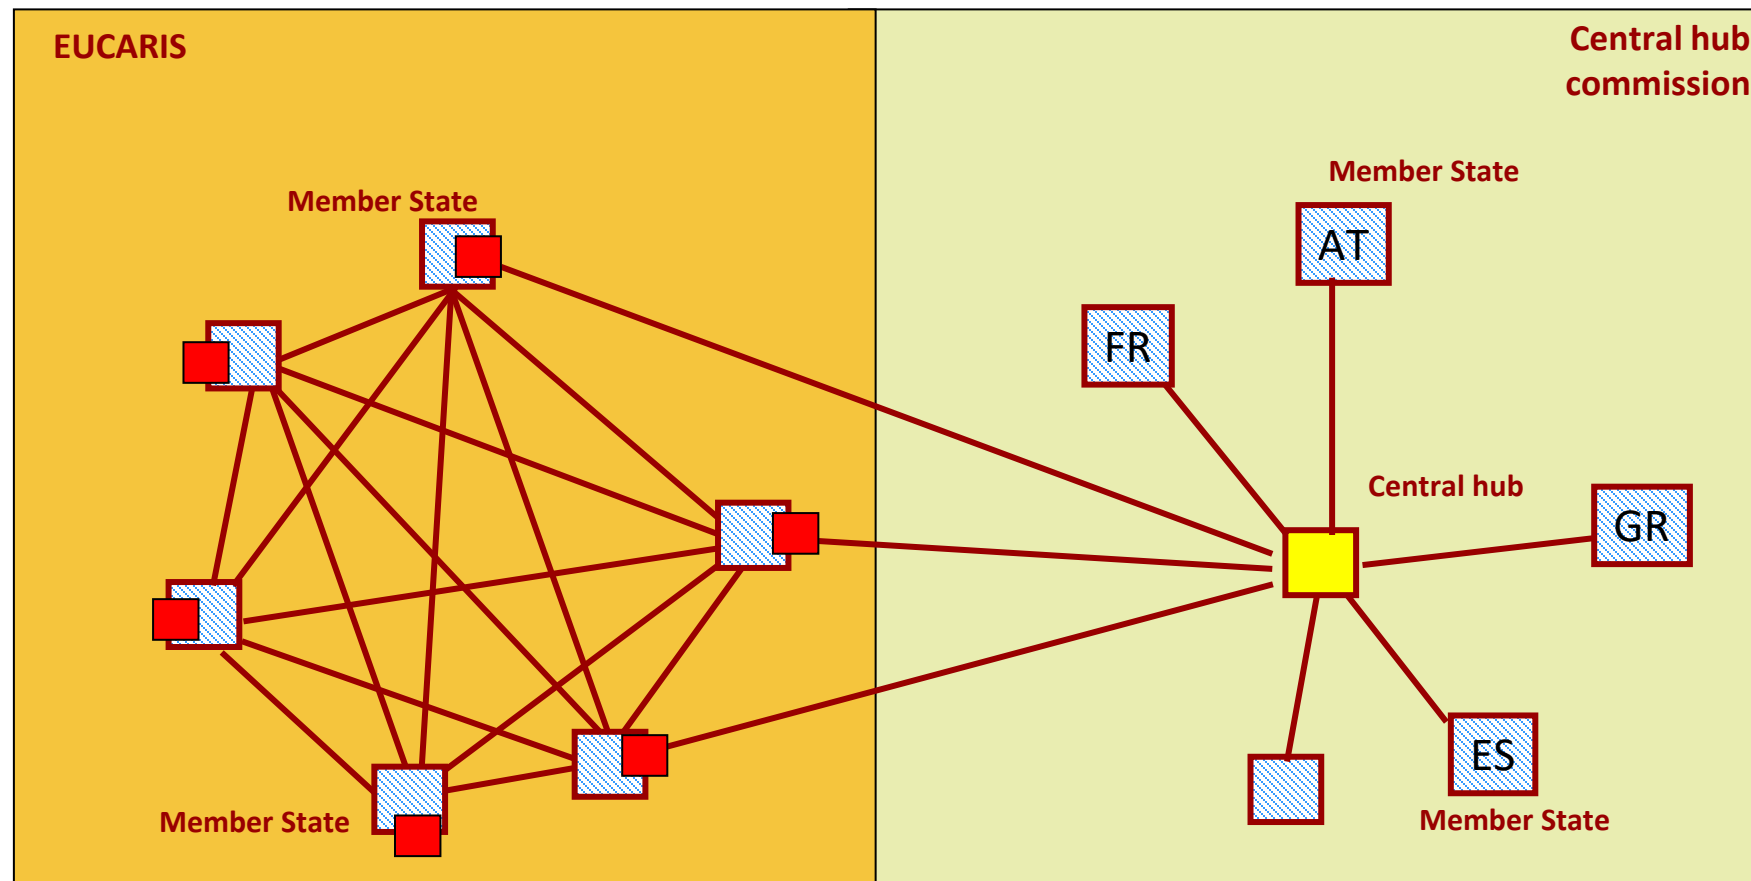 EUCARIS
Central hub
commission
Member State
Member State
AT
FR
Central hub
GR
ES
Member State
Member State